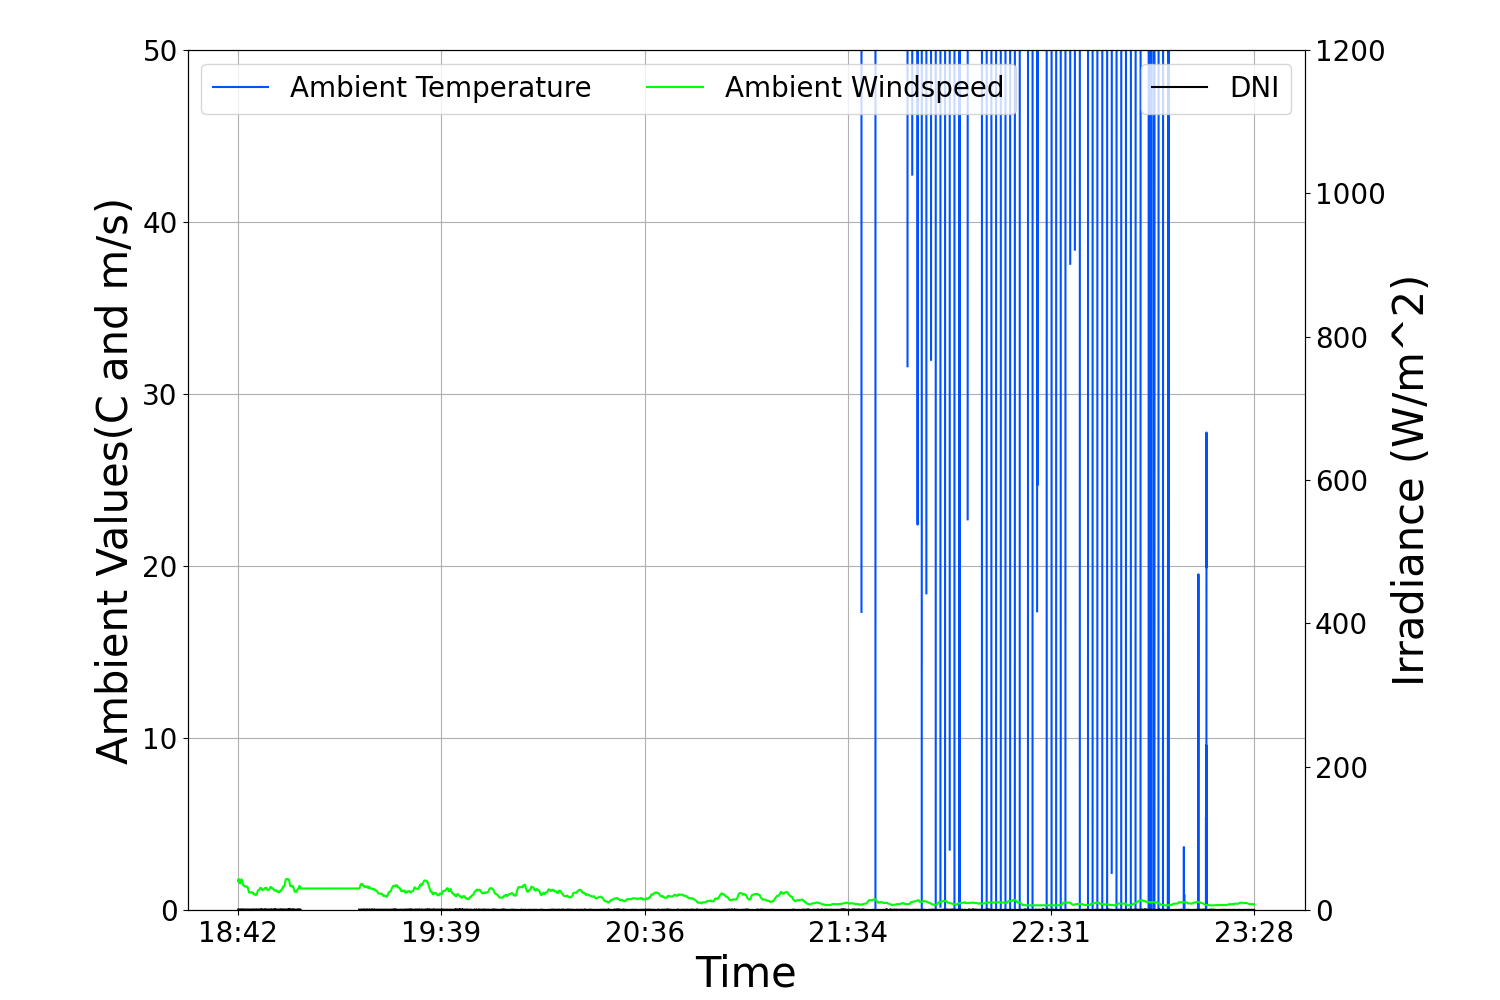 Ambient Temperature Ambient Windspeed DNI
Ambient Values(C and m/s)
50
40
30
20
10
0
1200
1000
800
600
400
200
0
Irradiance (W/m^2)
18:42 19:39 20:36 21:34 22:31 23:28
Time